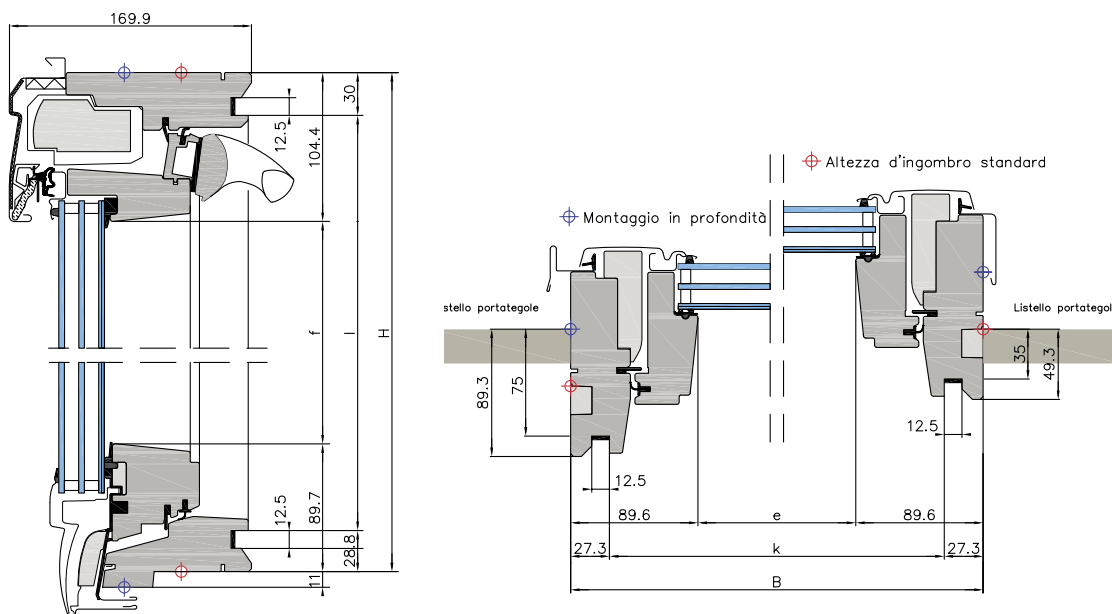 169.9
30
12.5
104.4
f
l
H
89.7
12.5
28.8
11
Altezza d'ingombro standard
Montaggio in profondità
stello portategole
Listello portategol
89.3
75
35
49.3
12.5
12.5
89.6
e
89.6
27.3
k
27.3
B